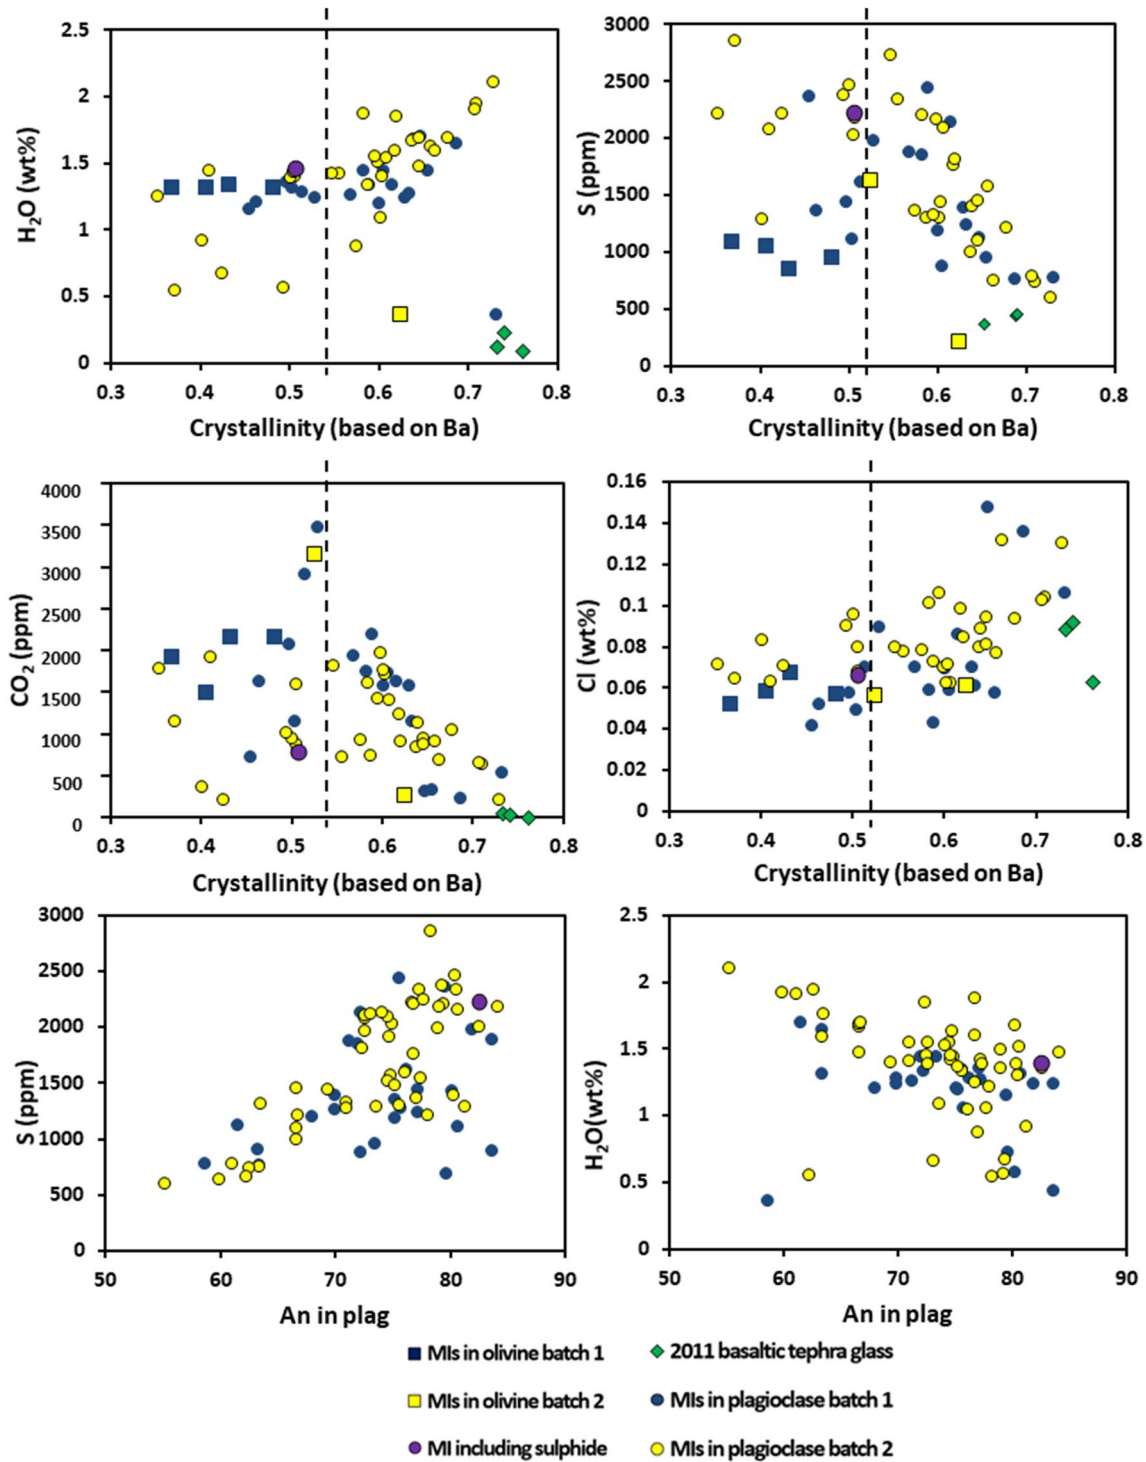 2.5
2
1.5
1
0.5
0
H₂O (wt%)
0.3 0.4 0.5 0.6 0.7 0.8
Crystallinity (based on Ba)
3000
2500
2000
1500
1000
500
0
S (ppm)
0.3 0.4 0.5 0.6 0.7 0.8
Crystallinity (based on Ba)
4000
3500
3000
2500
2000
1500
1000
500
0
CO₂ (ppm)
0.3 0.4 0.5 0.6 0.7 0.8
Crystallinity (based on Ba)
0.16
0.14
0.12
0.1
0.08
0.06
0.04
0.02
0
Cl (wt%)
0.3 0.4 0.5 0.6 0.7 0.8
Crystallinity (based on Ba)
3000
2500
2000
1500
1000
500
0
S (ppm)
50 60 70 80 90
An in plag
2.5
2
1.5
1
0.5
0
H₂O(wt%)
50 60 70 80 90
An in plag
MIs in olivine batch 1
2011 basaltic tephra glass
MIs in olivine batch 2
MIs in plagioclase batch 1
MI including sulphide
MIs in plagioclase batch 2